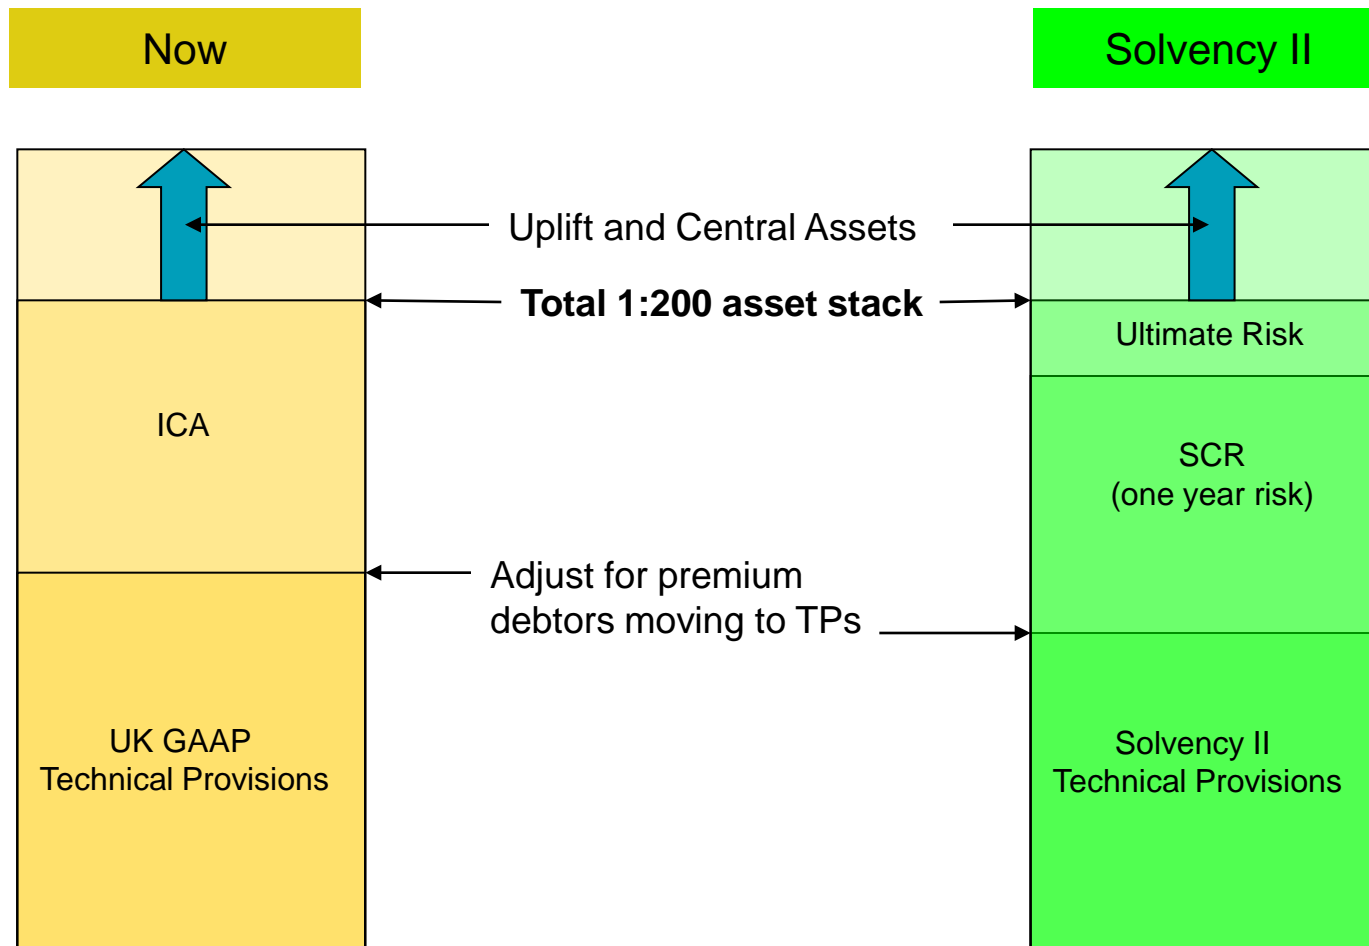 Now
Solvency II
Uplift and Central Assets
Total 1:200 asset stack
Ultimate Risk
ICA
SCR
(one year risk)
Adjust for premium
debtors moving to TPs
UK GAAP
Technical Provisions
Solvency II
Technical Provisions